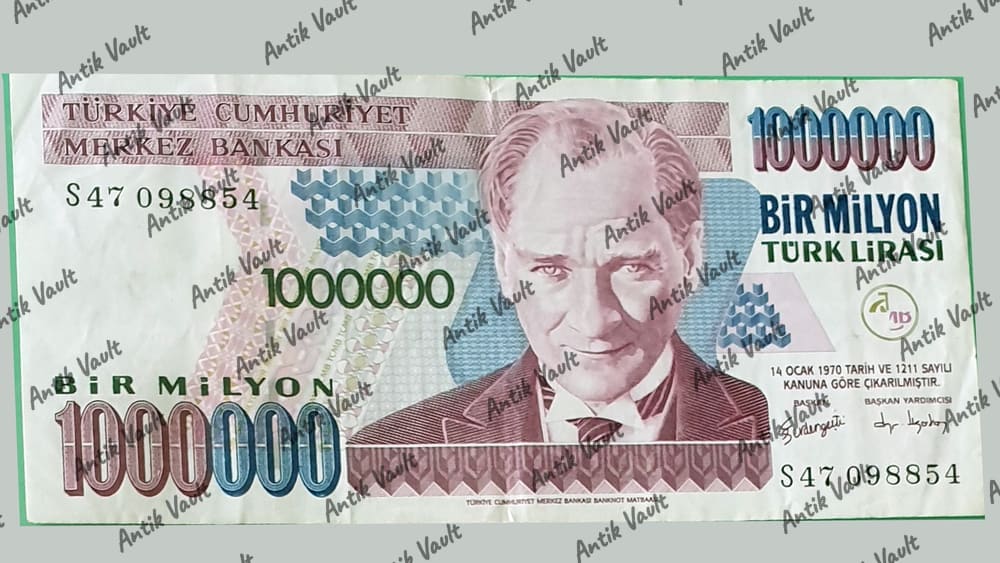 TÜRKİYE CUMHURİYET
MERKEZ BANKASI
S47 098854
1000000
BİR MİLYON
TÜRK LİRASI
1000000
BİR MİLYON
1000000
14 OCAK 1970 TARİH VE 1211 SAYILI
KANUNA GÖRE ÇIKARILMIŞTIR.
BAŞKAN
BAŞKAN YARDIMCISI
S47 098854
TÜRKİYE CUMHURİYET MERKEZ BANKASI BANKNOT MATBAASI
Antik Vault